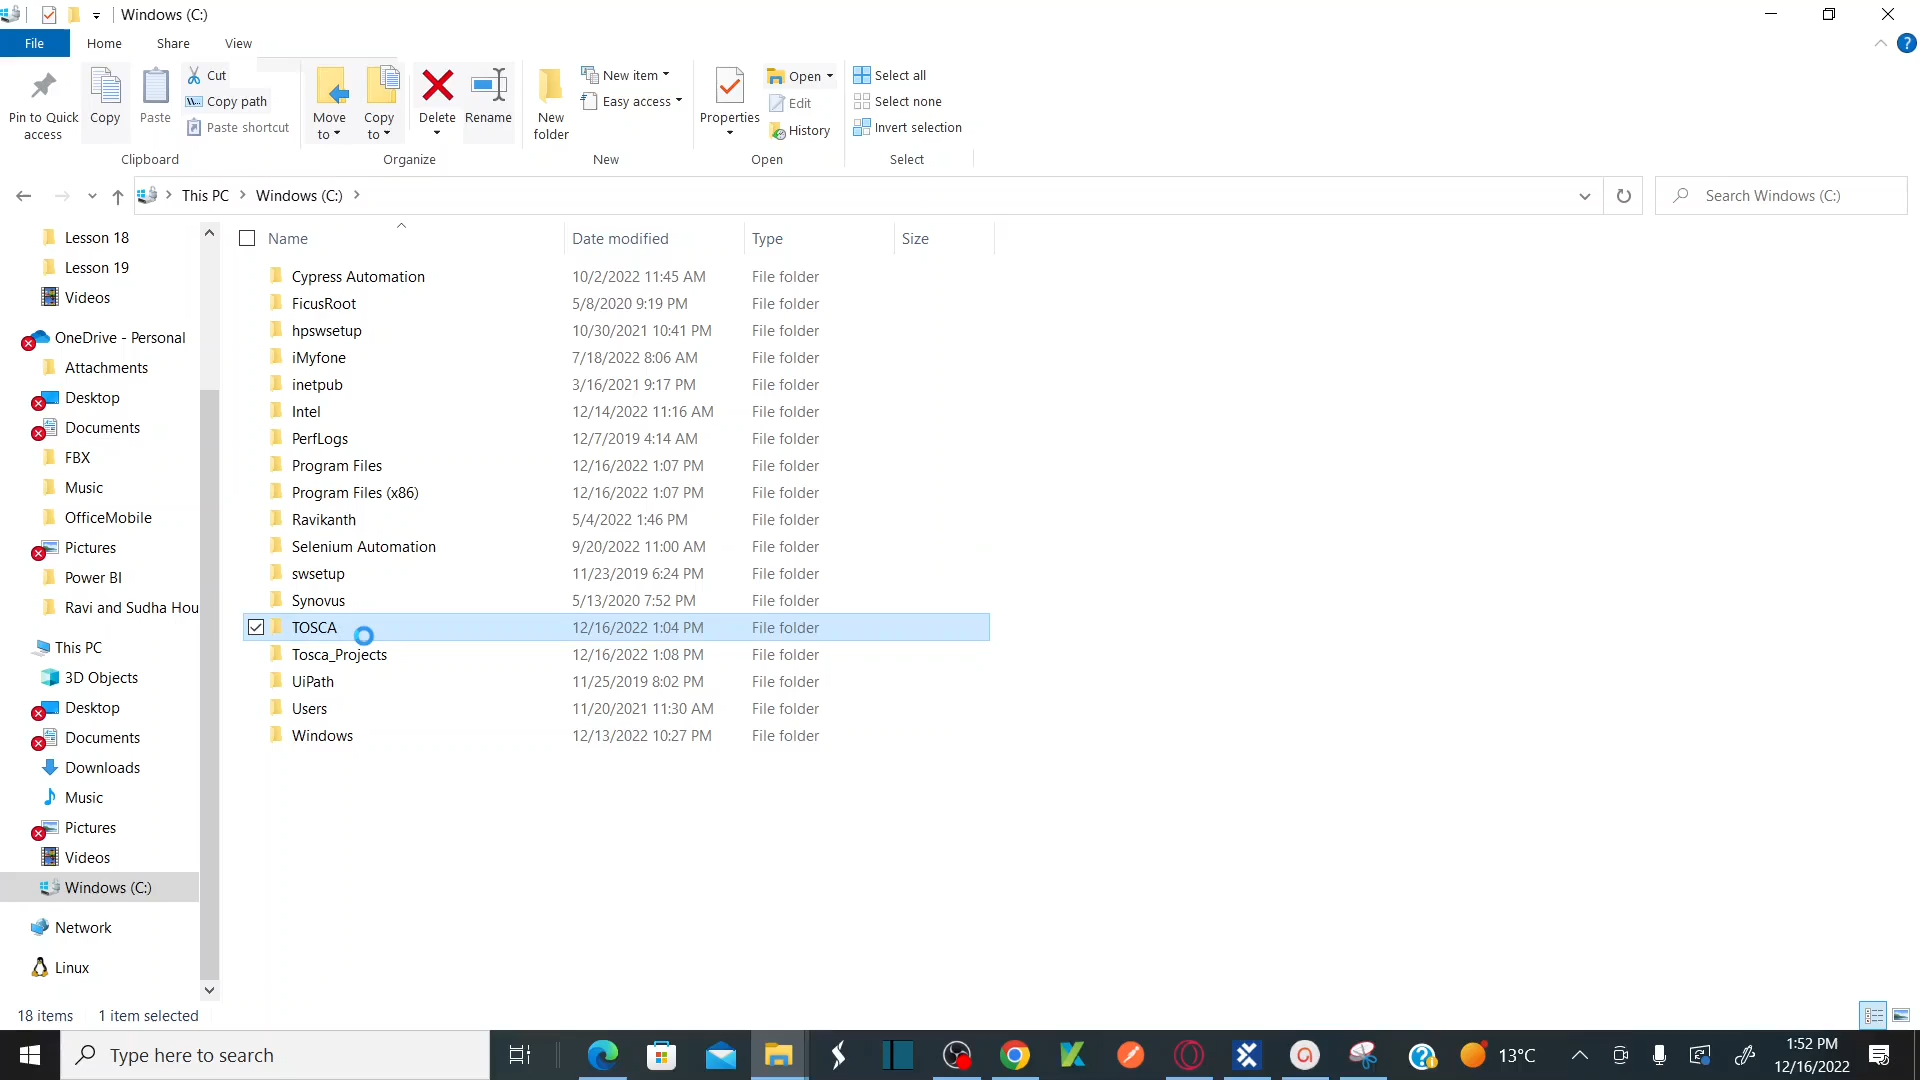 Windows (C:)
File Home Share View
Pin to Quick access
Copy
Paste
Cut
Copy path
Paste shortcut
Clipboard
Move to
Copy to
Delete
Rename
Organize
New folder
New item
Easy access
New
Properties
Open
Edit
History
Open
Select all
Select none
Invert selection
Select
This PC Windows (C:)
Search Windows (C:)
Lesson 18
Lesson 19
Videos
OneDrive - Personal
Attachments
Desktop
Documents
FBX
Music
OfficeMobile
Pictures
Power BI
Ravi and Sudha Hou
This PC
3D Objects
Desktop
Documents
Downloads
Music
Pictures
Videos
Windows (C:)
Network
Linux
Name Date modified Type Size
Cypress Automation 10/2/2022 11:45 AM File folder
FicusRoot 5/8/2020 9:19 PM File folder
hpswsetup 10/30/2021 10:41 PM File folder
iMyfone 7/18/2022 8:06 AM File folder
inetpub 3/16/2021 9:17 PM File folder
Intel 12/14/2022 11:16 AM File folder
PerfLogs 12/7/2019 4:14 AM File folder
Program Files 12/16/2022 1:07 PM File folder
Program Files (x86) 12/16/2022 1:07 PM File folder
Ravikanth 5/4/2022 1:46 PM File folder
Selenium Automation 9/20/2022 11:00 AM File folder
swsetup 11/23/2019 6:24 PM File folder
Synovus 5/13/2020 7:52 PM File folder
TOSCA 12/16/2022 1:04 PM File folder
Tosca_Projects 12/16/2022 1:08 PM File folder
UiPath 11/25/2019 8:02 PM File folder
Users 11/20/2021 11:30 AM File folder
Windows 12/13/2022 10:27 PM File folder
18 items 1 item selected
Type here to search
13°C
1:52 PM
12/16/2022